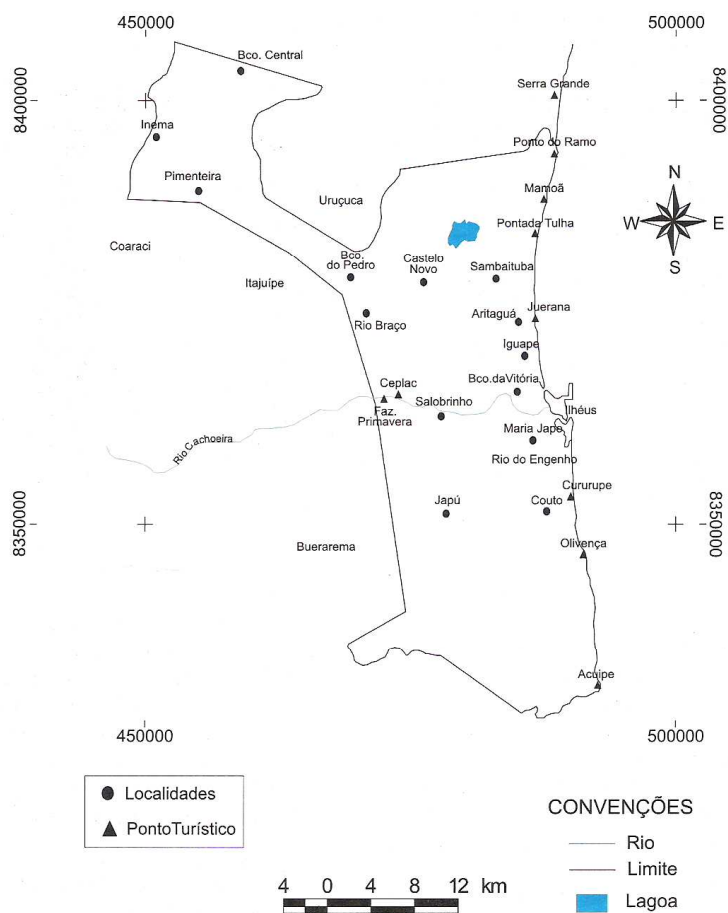 450000
500000
Bco. Central
8400000
8400000
Serra Grande
Inema
Ponto do Ramo
Pimenteira
N
Mamoã
Uruçuca
W
E
Pontada Tulha
S
Coaraci
Bco.
do Pedro
Castelo
Novo
Sambaituba
Itajuípe
Juerana
Aritaguá
Rio Braço
Iguape
Ceplac
Bco.daVitória
Faz.
Primavera
Salobrinho
Ilhéus
Maria Jape
Rio Cachoeira
Rio do Engenho
Cururupe
Japú
Couto
8350000
8350000
Buerarema
Olivença
Acuipe
450000
500000
Localidades
PontoTurístico
CONVENÇÕES
Rio
Limite
Lagoa
4 0 4 8 12 km